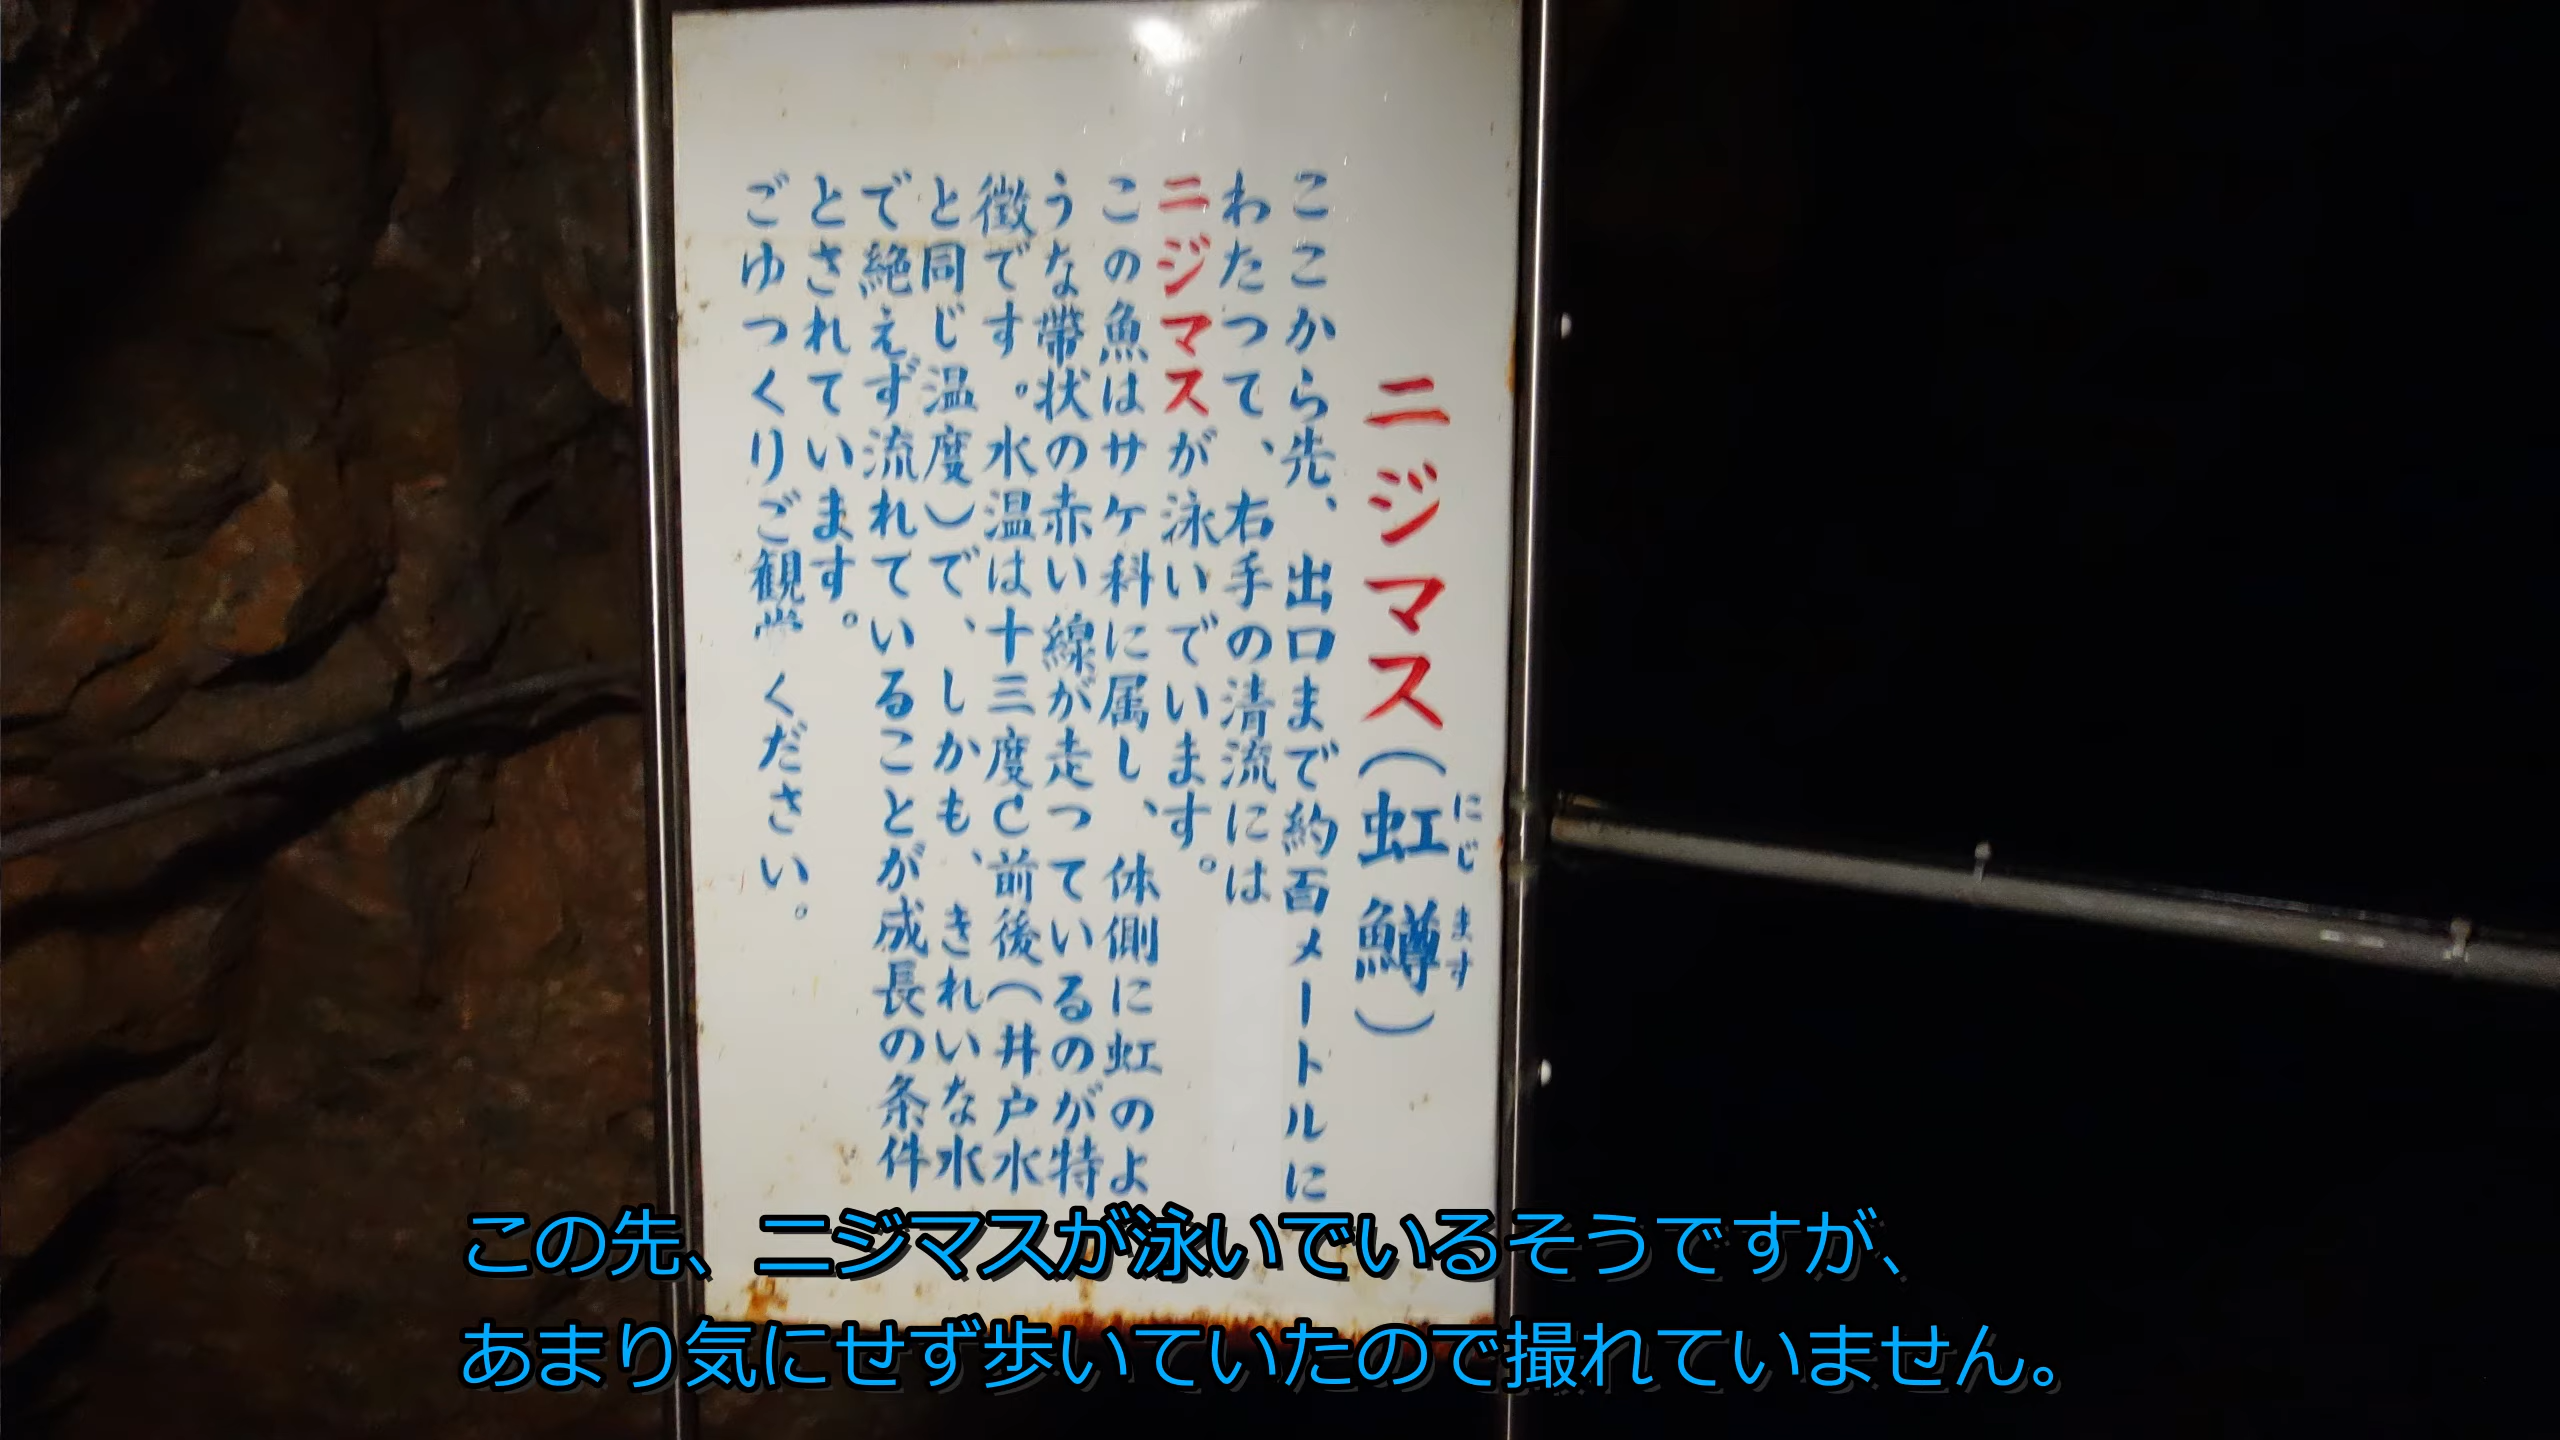 ニジマス(虹鱒)
にじ ます
ここから先、出口まで約百メートルに
わたつて、右手の清流には
ニジマスが泳いでいます。
この魚はサケ科に属し、体側に虹のよ
うな帯状の赤い線が走つているのが特
徴です。水温は十三度C前後(井戸水
と同じ温度)で、しかも、きれいな水
で絶えず流れていることが成長の条件
とされています。
ごゆつくりご観賞ください。
この先、ニジマスが泳いでいるそうですが、
あまり気にせず歩いていたので撮れていません。